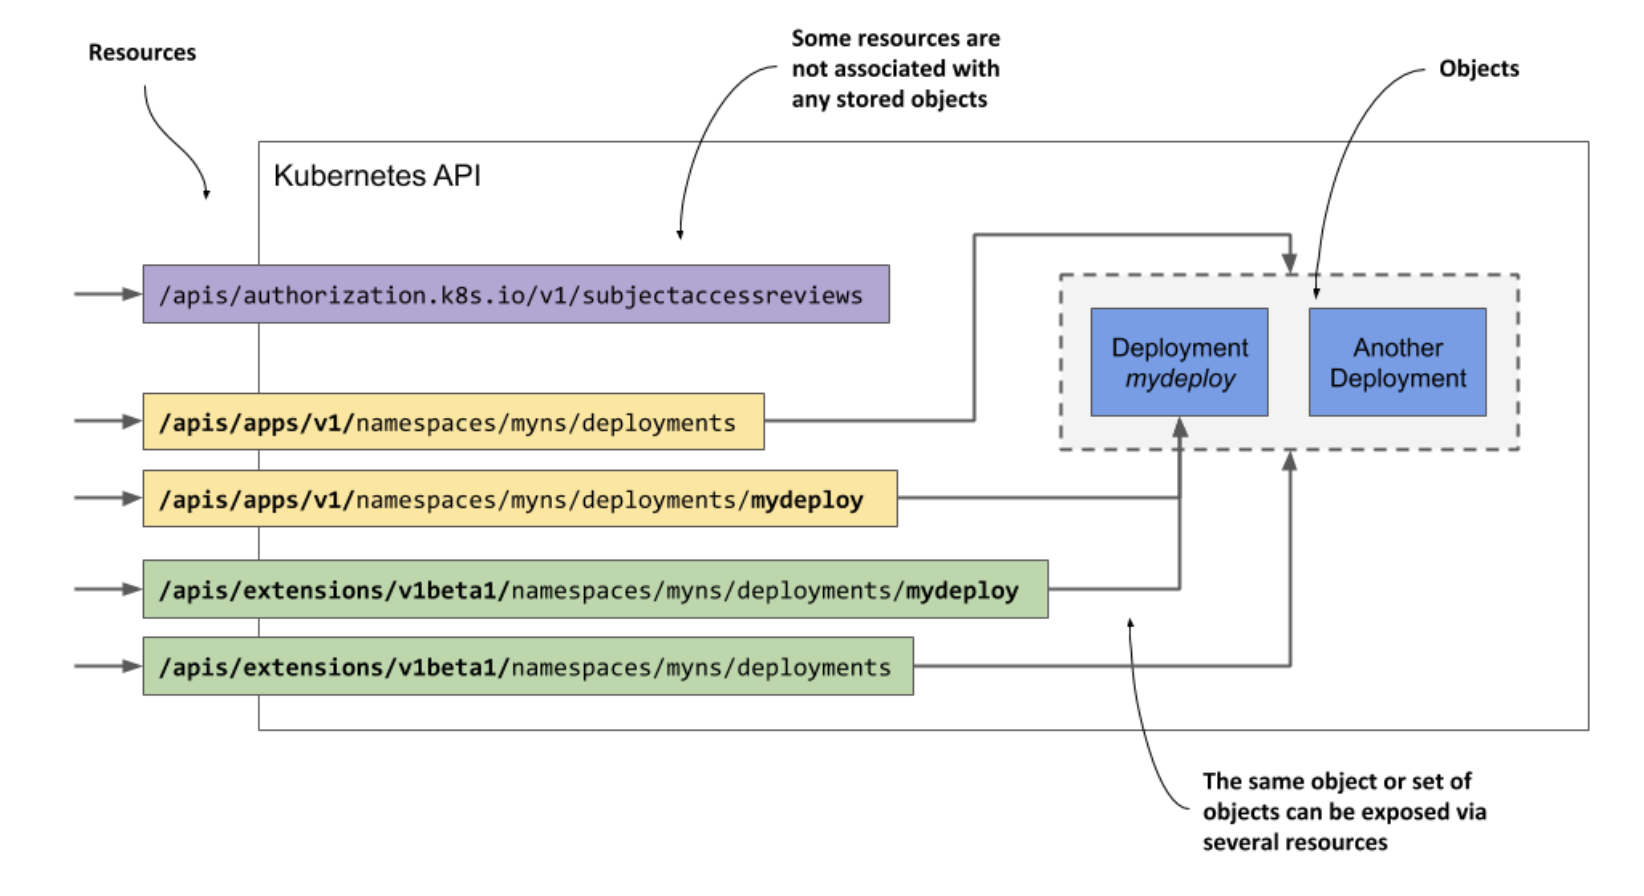 Resources
Some resources are
not associated with
any stored objects
Objects
Kubernetes API
/apis/authorization.k8s.io/v1/subjectaccessreviews
Deployment
mydeploy
Another
Deployment
/apis/apps/v1/namespaces/myns/deployments
/apis/apps/v1/namespaces/myns/deployments/mydeploy
/apis/extensions/v1beta1/namespaces/myns/deployments/mydeploy
/apis/extensions/v1beta1/namespaces/myns/deployments
The same object or set of
objects can be exposed via
several resources